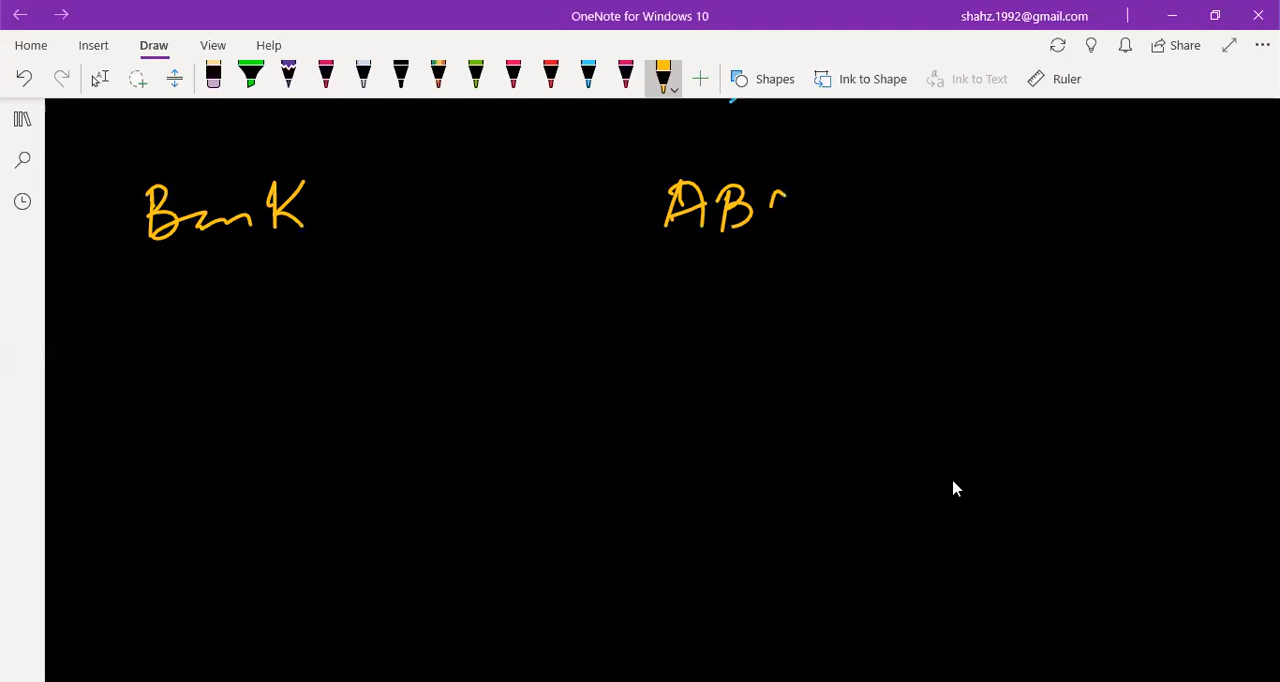 OneNote for Windows 10 shahz.1992@gmail.com
Home Insert Draw View Help Share
Shapes Ink to Shape Ink to Text Ruler
Bank AB